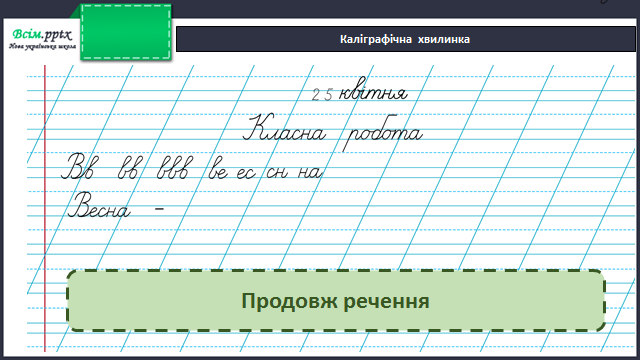 Всім.pptx
Нова українська школа
Каліграфічна хвилинка
25 квітня
Класна робота
Вв вв ввв ве ес сн на
Весна –
Продовж речення